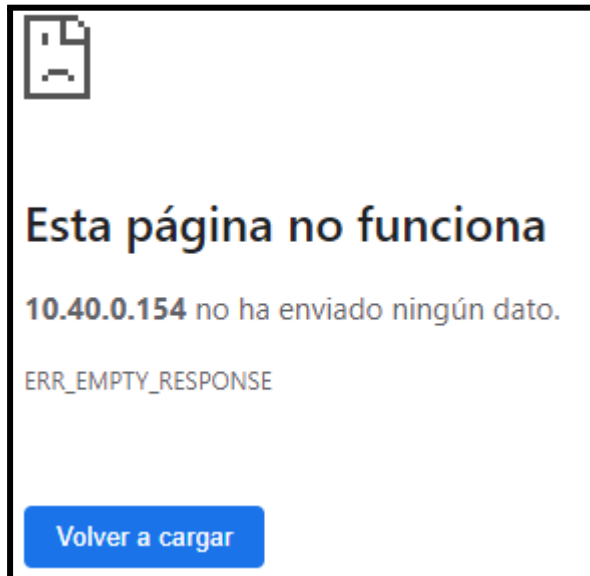 Esta página no funciona
10.40.0.154 no ha enviado ningún dato.
ERR_EMPTY_RESPONSE
Volver a cargar